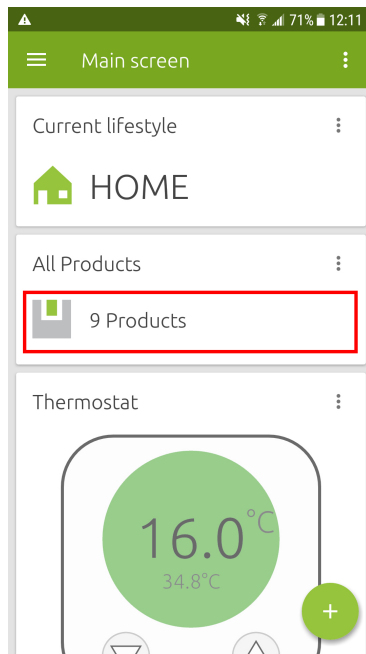 71% 12:11
Main screen
Current lifestyle
HOME
All Products
9 Products
Thermostat
16.0°C
34.8°C
+